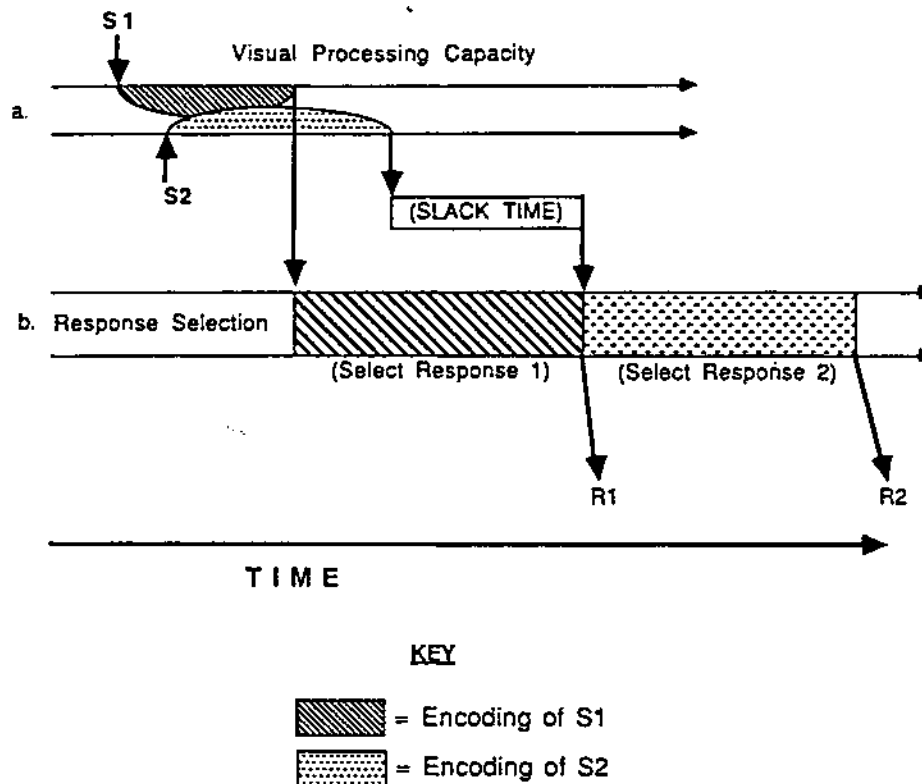 S1
Visual Processing Capacity
a.
S2
(SLACK TIME)
b. Response Selection
(Select Response 1)
(Select Response 2)
R1
R2
TIME
KEY
= Encoding of S1
= Encoding of S2